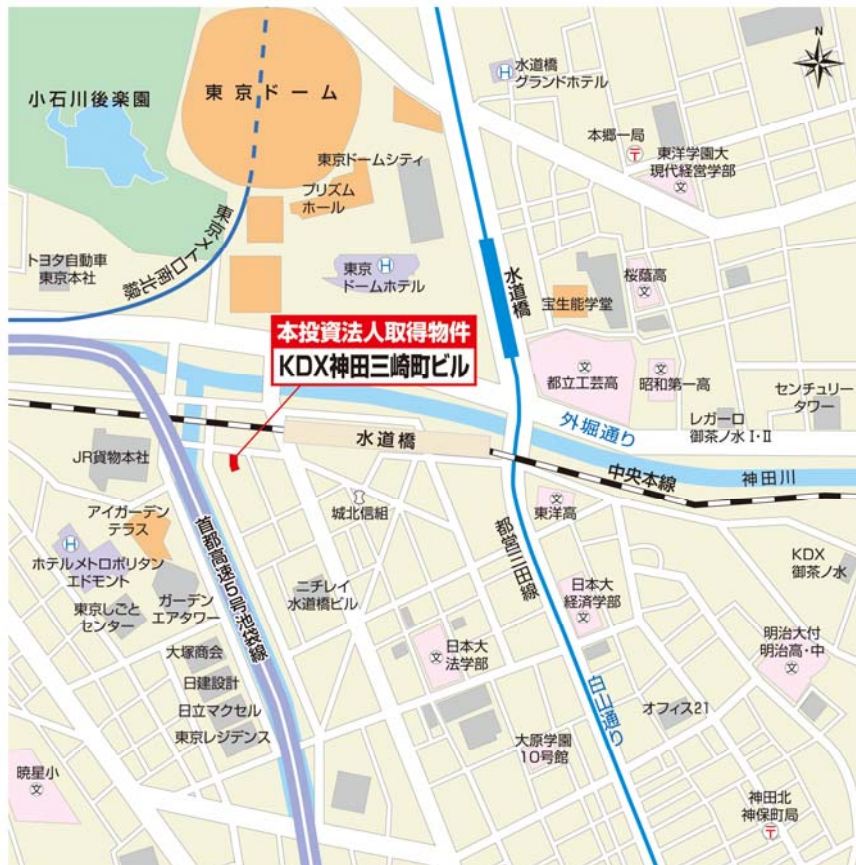 N
水道橋
グランドホテル
小石川後楽園
東京ドーム
本郷一局
東洋学園大
現代経営学部
東京ドームシティ
プリズム
ホール
東京メトロ南北線
トヨタ自動車
東京本社
東京
ドームホテル
水道橋
桜蔭高
宝生能学堂
本投資法人取得物件
KDX神田三崎町ビル
都立工芸高
昭和第一高
センチュリー
タワー
レガーロ
御茶ノ水Ⅰ・Ⅱ
外堀通り
水道橋
JR貨物本社
中央本線
神田川
アイガーデン
テラス
城北信組
東洋高
首都高速5号池袋線
都営三田線
ホテルメトロポリタン
エドモント
KDX
御茶ノ水
東京しごと
センター
ガーデン
エアタワー
ニチレイ
水道橋ビル
日本大
経済学部
大塚商会
日本大
法学部
明治大付
明治高・中
日建設計
白山通り
日立マクセル
オフィス21
東京レジデンス
大原学園
10号館
暁星小
神田北
神保町局